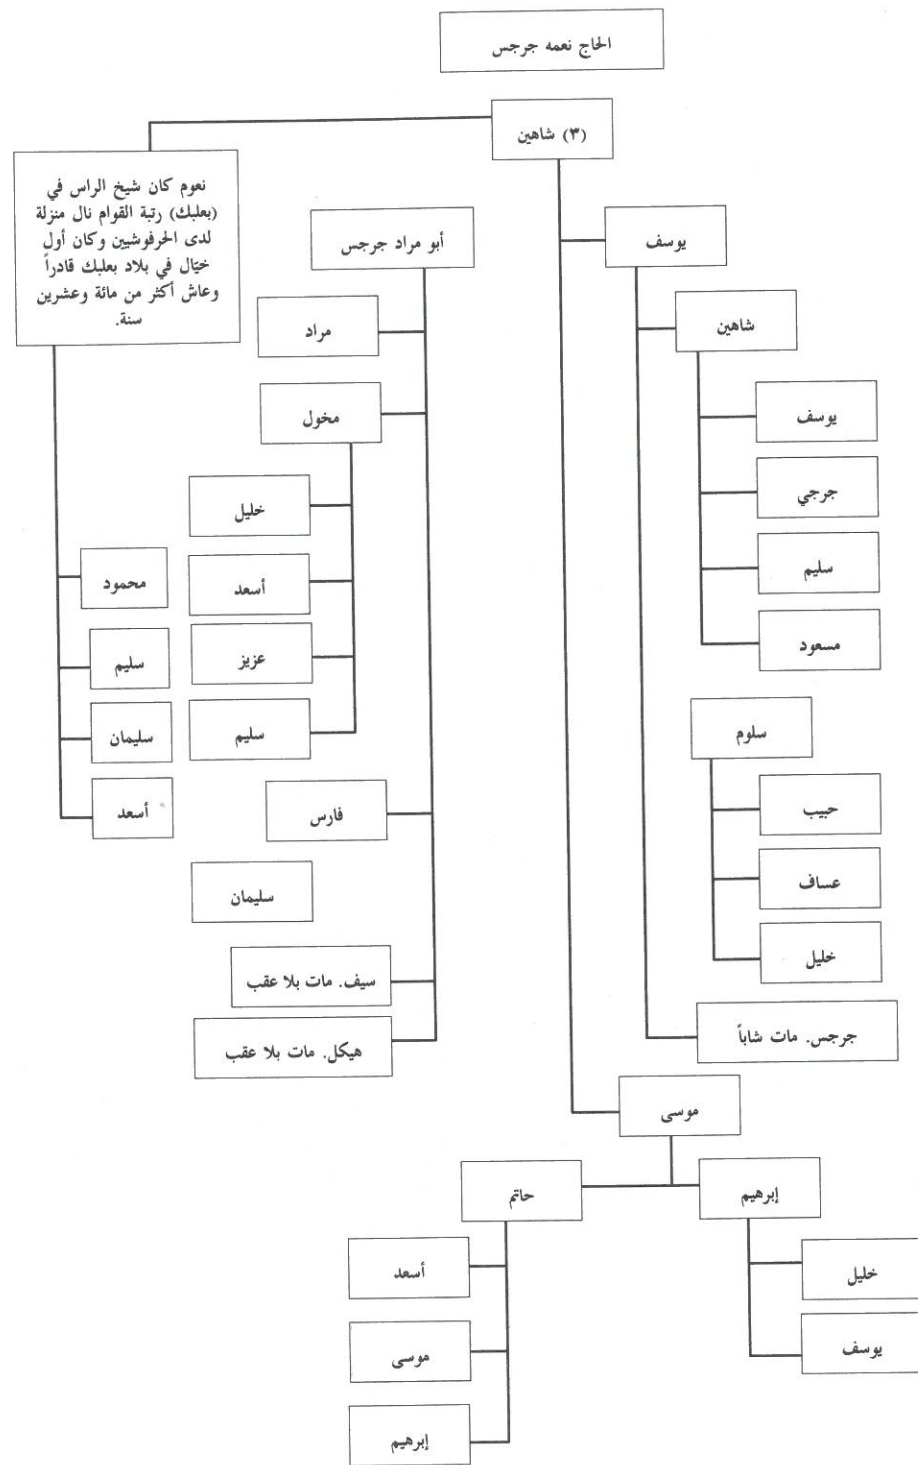 الحاج نعمه جرجس
(٣) شاهين
نعوم كان شيخ الراس في
(بعلبك) رتبة القوام نال منزلة
لدى الحرفوشيين وكان أول
خيّال في بلاد بعلبك قادراً
وعاش أكثر من مائة وعشرين
سنة.
محمود
سليم
سليمان
أسعد
أبو مراد جرجس
مراد
مخول
خليل
أسعد
عزيز
سليم
فارس
سليمان
سيف. مات بلا عقب
هيكل. مات بلا عقب
يوسف
شاهين
يوسف
جرجي
سليم
مسعود
سلوم
حبيب
عساف
خليل
جرجس. مات شاباً
موسى
إبرهيم
خليل
يوسف
حاتم
أسعد
موسى
إبرهيم